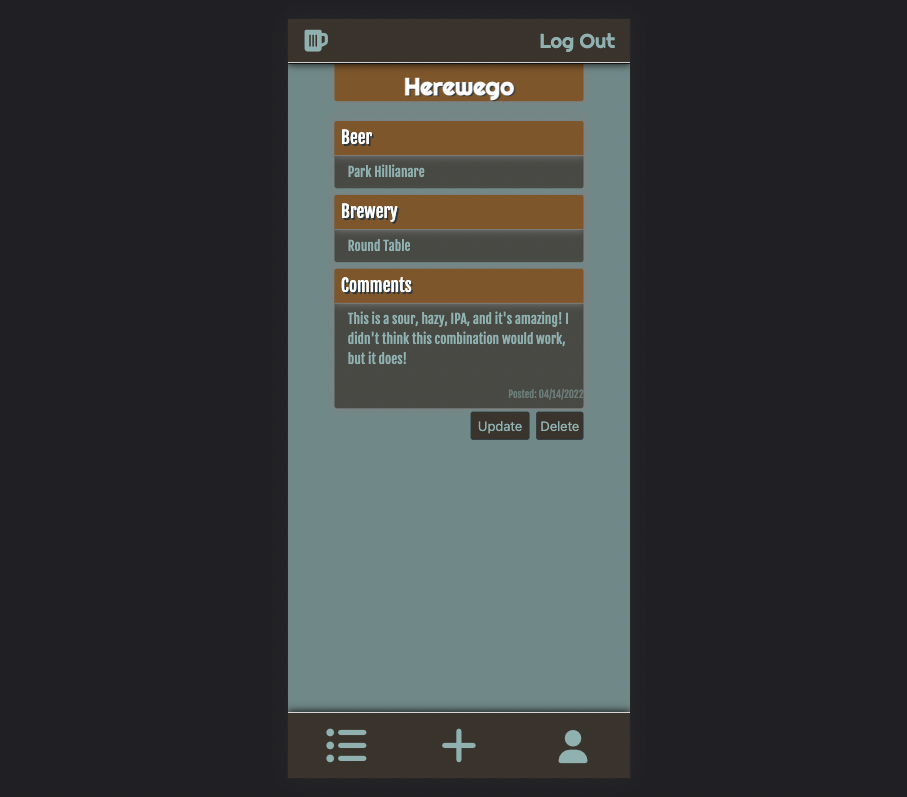 Log Out
Herewego
Beer
Park Hillianare
Brewery
Round Table
Comments
This is a sour, hazy, IPA, and it's amazing! I
didn't think this combination would work,
but it does!
Posted: 04/14/2022
Update Delete